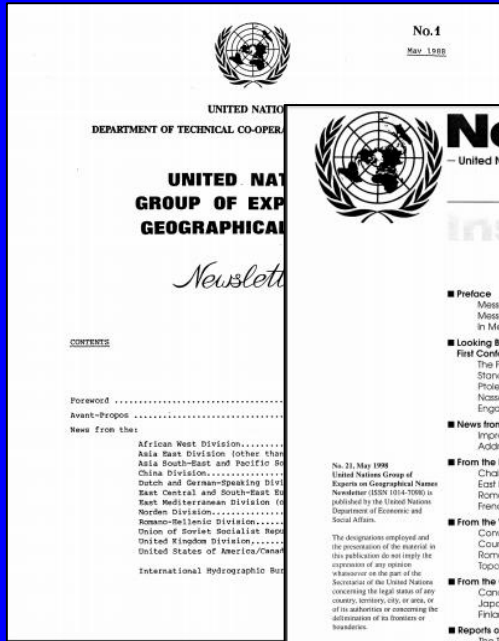 No.1
May 1988
UNITED NATIO
DEPARTMENT OF TECHNICAL CO-OPER
UNITED NAT
GROUP OF EXP
GEOGRAPHICAL
Newslett
CONTENTS
Foreword
Avant-Propos
News from the:
African West Division
Asia East Division (other than
Asia South-East and Pacific So
China Division
Dutch and German-Speaking Divi
East Central and South-East Eu
East Mediterranean Division (o
Norden Division
Romano-Hellenic Division
Union of Soviet Socialist Repu
United Kingdom Division
United States of America/Canad
International Hydrographic Bur
Ne
— United N
Ins
■ Preface
Mess
Mess
In Me
■ Looking B
First Confe
The F
Stand
Ptole
Nasse
Enga
■ News from
Impro
Addr
■ From the
Chai
East
Rom
Fren
■ From the
Conv
Coun
Rom
Topo
■ From the
Cana
Japa
Finla
■ Reports o
No. 21, May 1998
United Nations Group of
Experts on Geographical Names
Newsletter (ISSN 1014-7098) is
published by the United Nations
Department of Economic and
Social Affairs.
The designations employed and
the presentation of the material in
this publication do not imply the
expression of any opinion
whatsoever on the part of the
Secretariat of the United Nations
concerning the legal status of any
country, territory, city, or area, or
of its authorities or concerning the
delimitation of its frontiers or
boundaries.